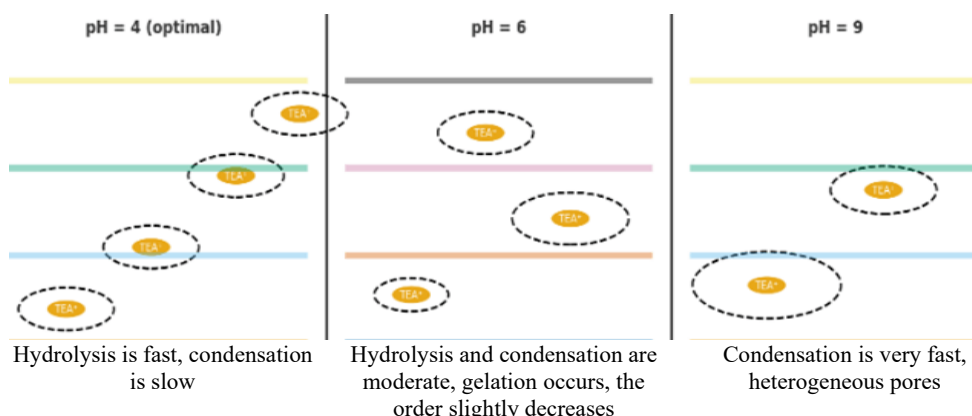 pH = 4 (optimal)
pH = 6
pH = 9
TEA⁺
TEA⁺
TEA⁺
TEA⁺
TEA⁺
TEA⁺
TEA⁺
TEA⁺
TEA⁺
Hydrolysis is fast, condensation
is slow
Hydrolysis and condensation are
moderate, gelation occurs, the
order slightly decreases
Condensation is very fast,
heterogeneous pores